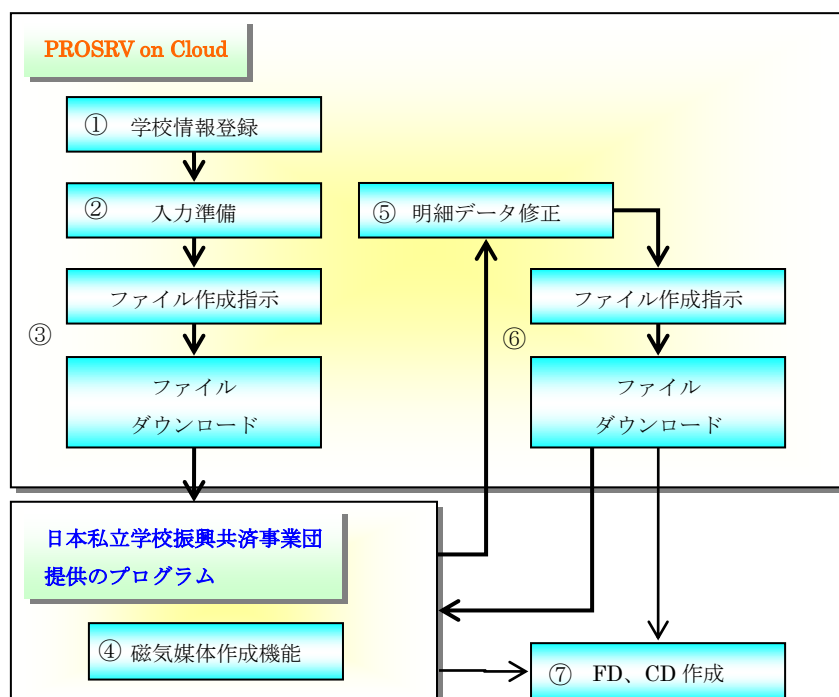 PROSRV on Cloud
① 学校情報登録
② 入力準備
ファイル作成指示
③
ファイル
ダウンロード
⑤ 明細データ修正
ファイル作成指示
⑥
ファイル
ダウンロード
日本私立学校振興共済事業団
提供のプログラム
④ 磁気媒体作成機能
⑦ FD、CD 作成